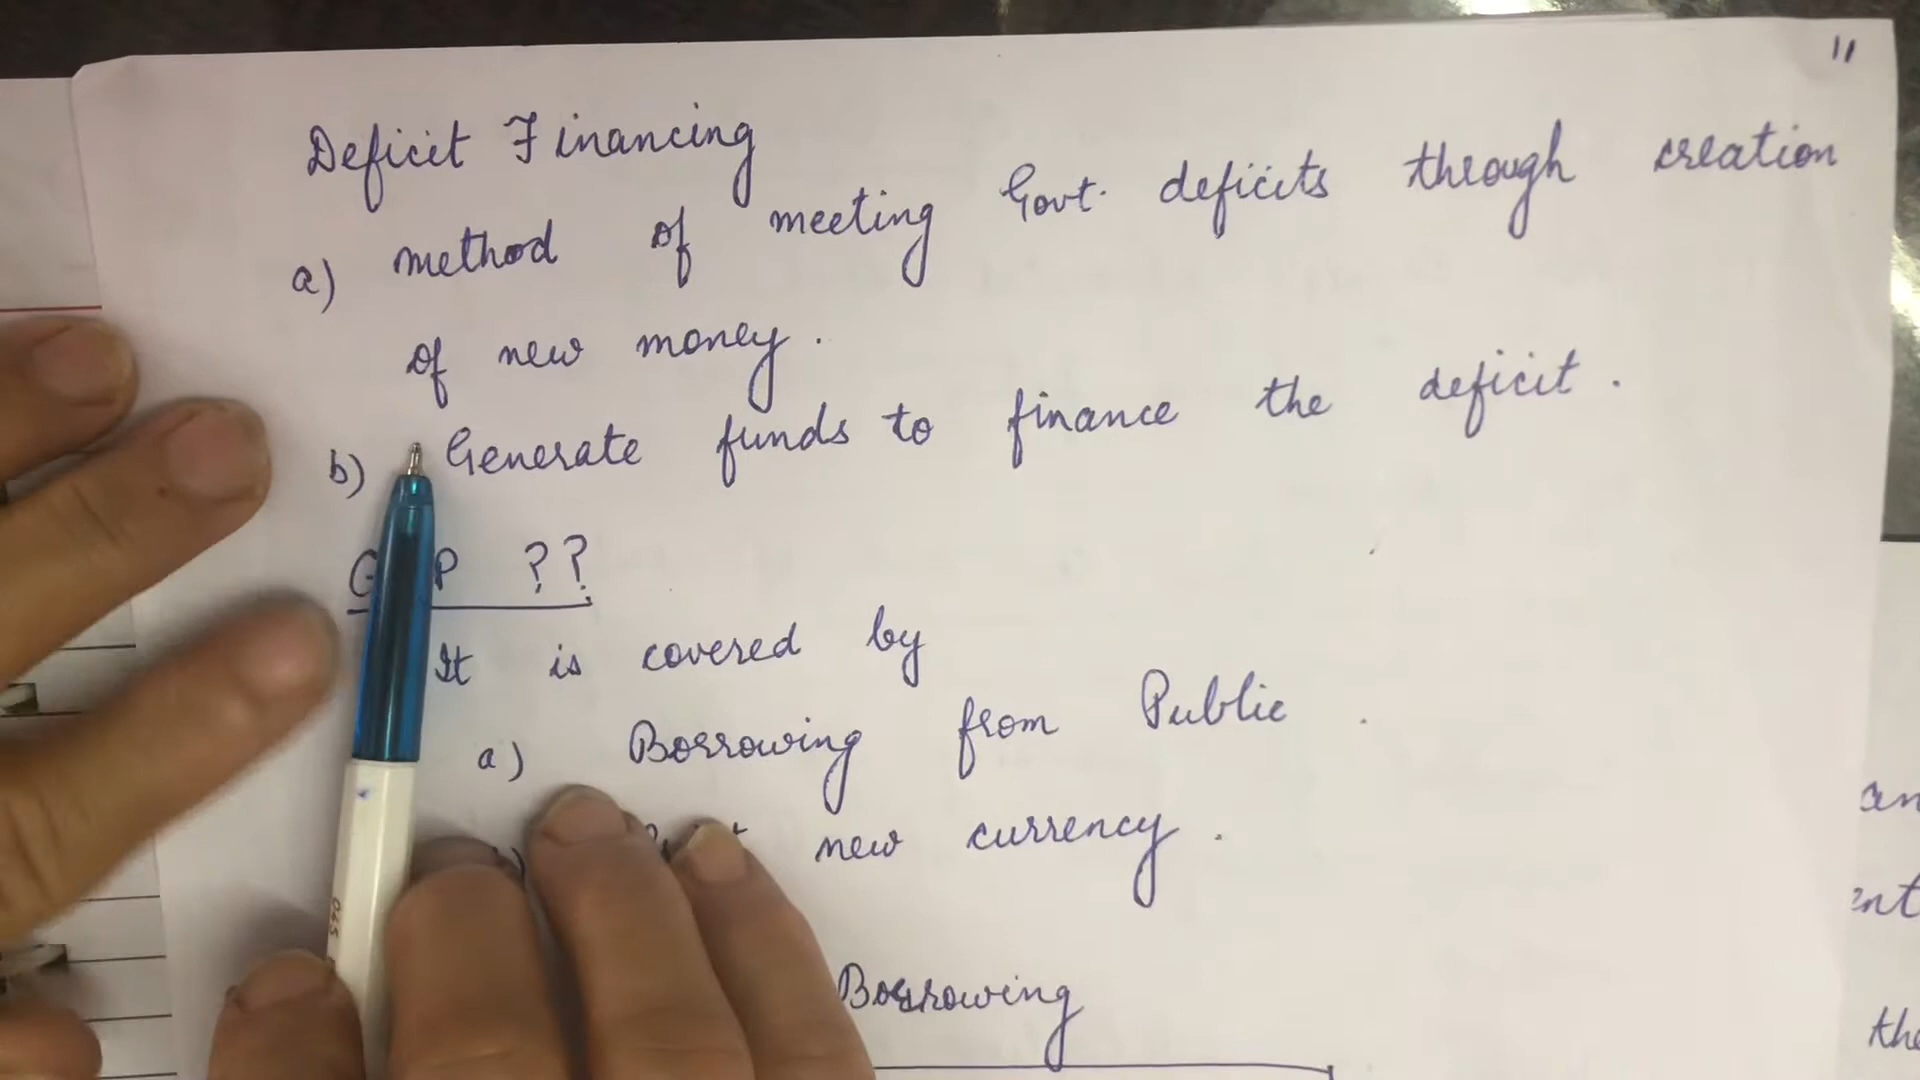 11
Deficit Financing
a) method of meeting Govt. deficits through creation
of new money.
b) Generate funds to finance the deficit.
??
It is covered by
a) Borrowing from Public.
new currency.
Borrowing
the